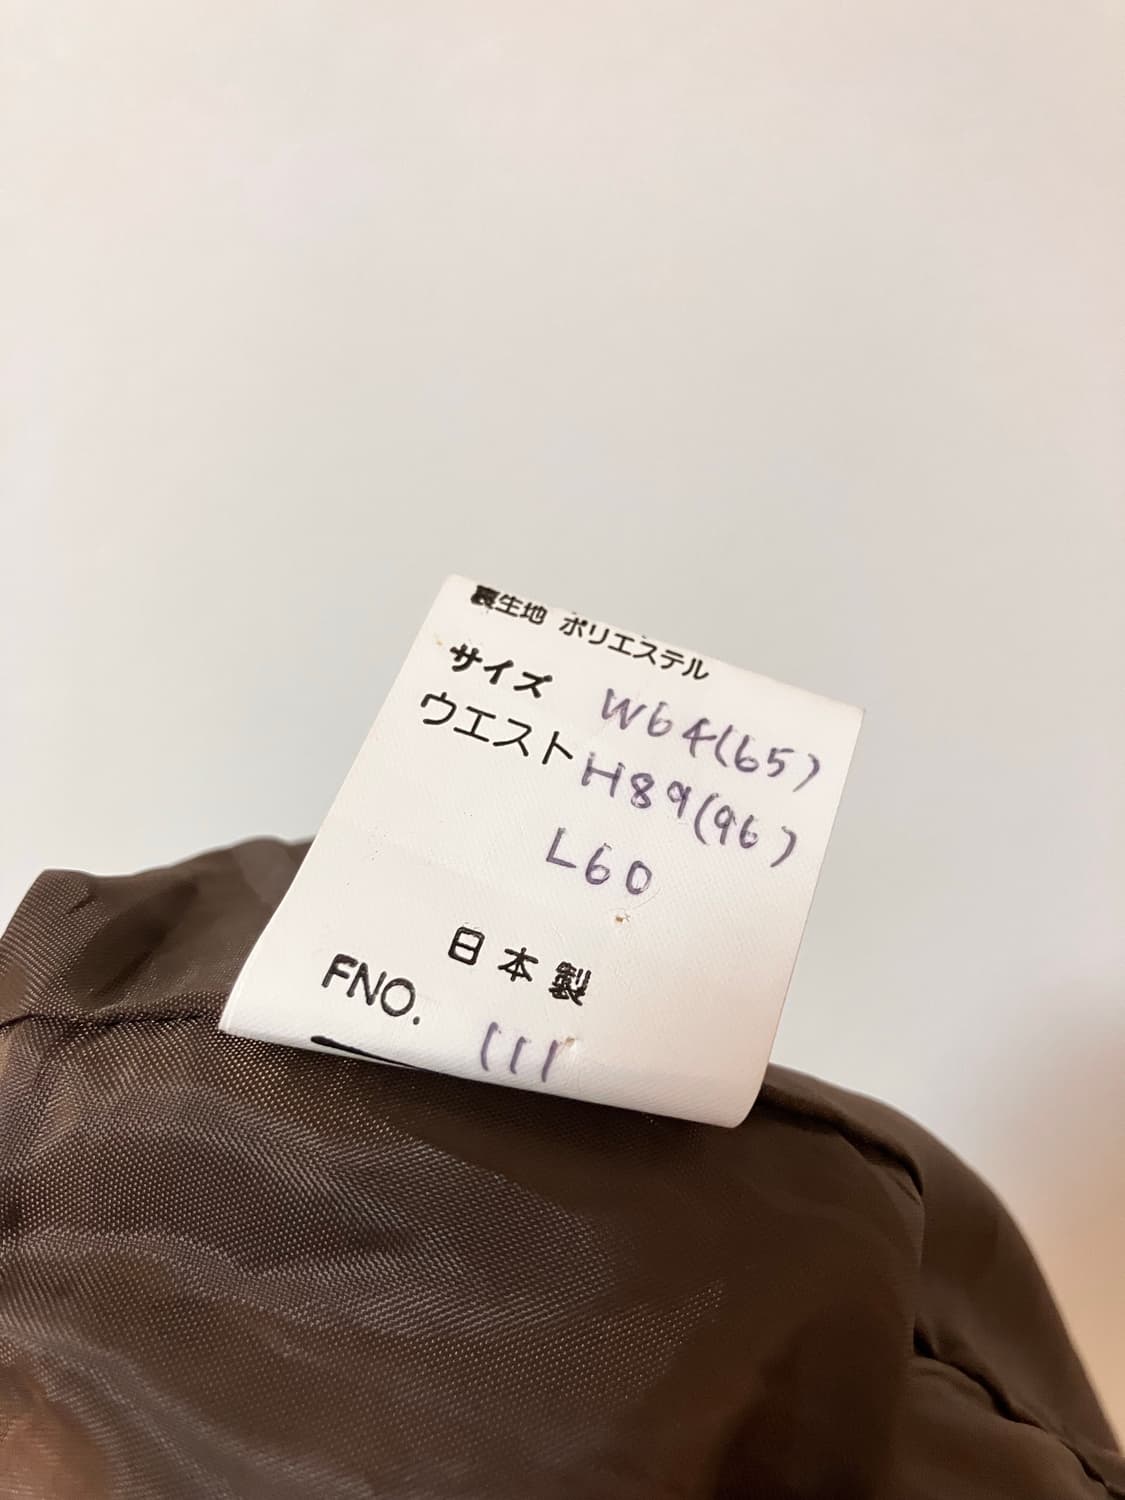 裏生地 ポリエステル
サイズ W64(65)
ウエスト H89(96)
L60
日本製
FNO. 111